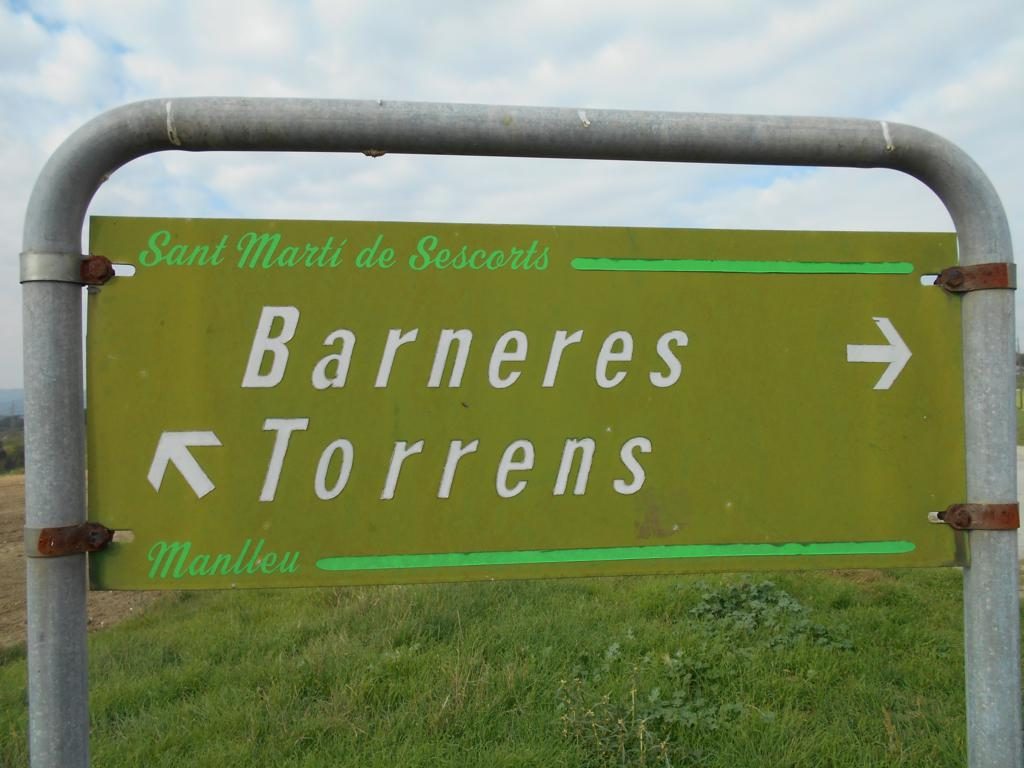 Sant Martí de Sescorts
Barneres
Torrens
Manlleu